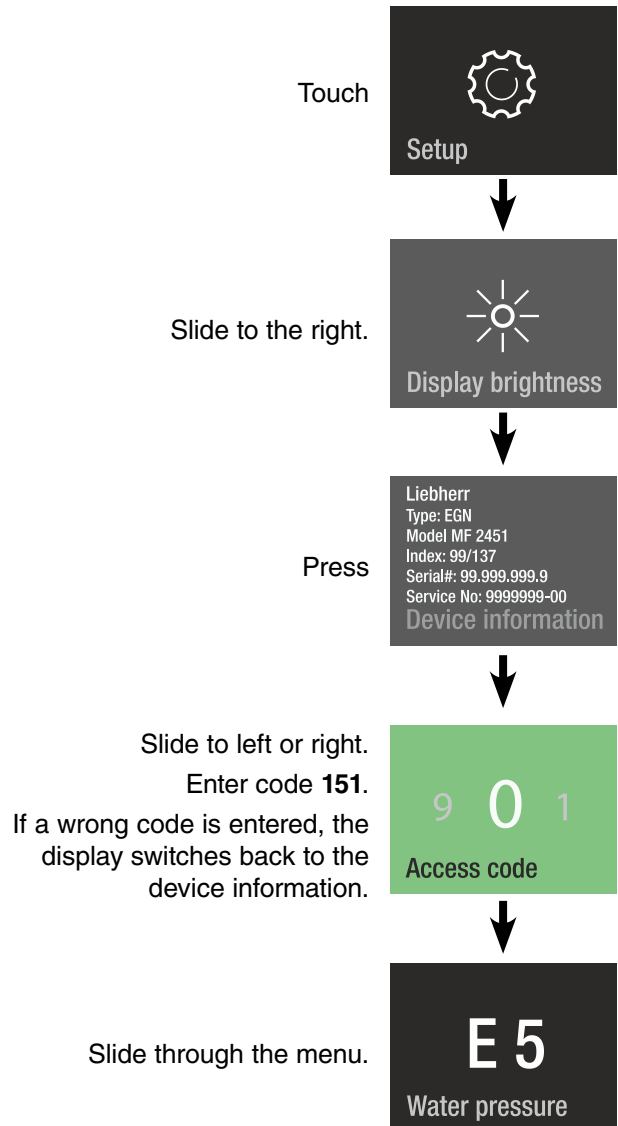 Touch
Setup
Slide to the right.
Display brightness
Press
Liebherr
Type: EGN
Model MF 2451
Index: 99/137
Serial#: 99.999.999.9
Service No: 9999999-00
Device information
Slide to left or right.
Enter code 151.
If a wrong code is entered, the
display switches back to the
device information.
9 0 1
Access code
Slide through the menu.
E 5
Water pressure